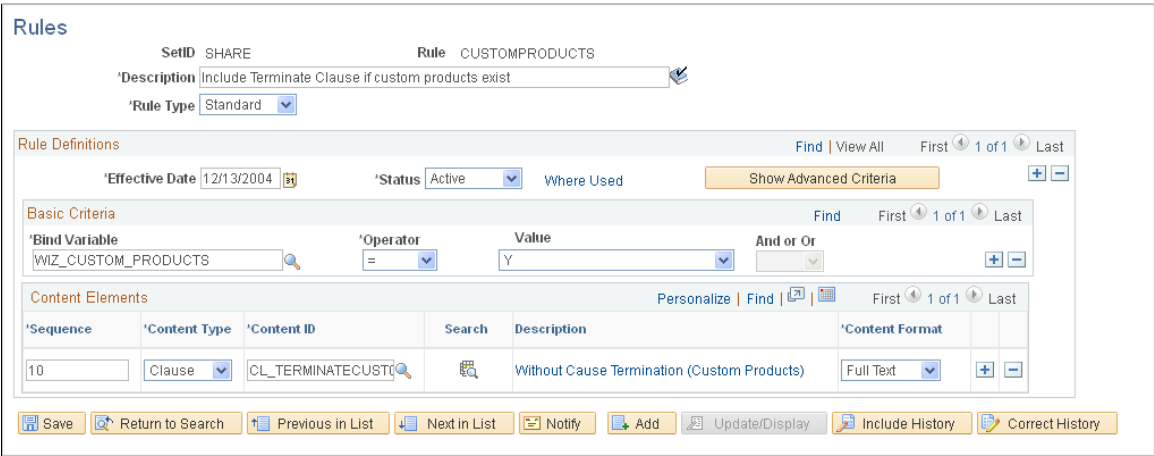 Rules
SetID SHARE Rule CUSTOMPRODUCTS
*Description Include Terminate Clause if custom products exist
*Rule Type Standard
Rule Definitions Find | View All First 1 of 1 Last
*Effective Date 12/13/2004 31 *Status Active Where Used Show Advanced Criteria
Basic Criteria Find First 1 of 1 Last
*Bind Variable *Operator Value And or Or
WIZ_CUSTOM_PRODUCTS = Y
Content Elements Personalize | Find | | First 1 of 1 Last
*Sequence *Content Type *Content ID Search Description *Content Format
10 Clause CL_TERMINATECUSTO Without Cause Termination (Custom Products) Full Text
Save Return to Search Previous in List Next in List Notify Add Update/Display Include History Correct History